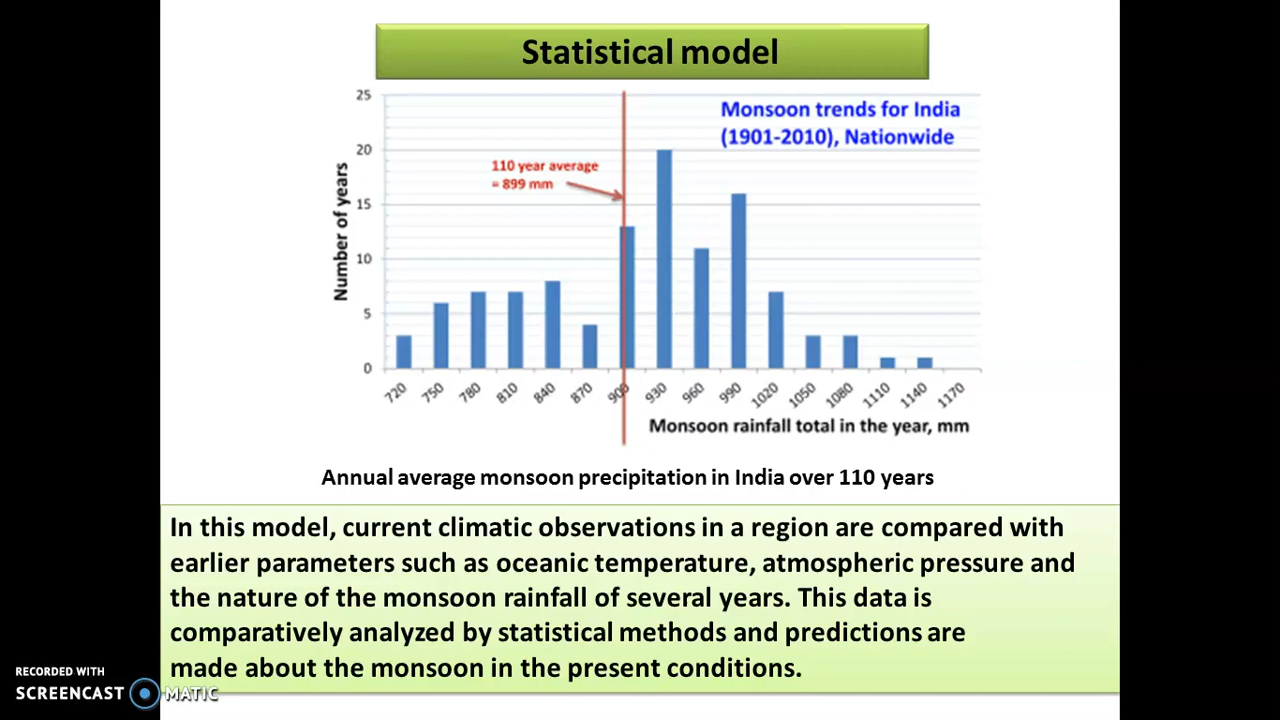 Statistical model
25
20
15
10
5
0
Number of years
Monsoon trends for India
(1901-2010), Nationwide
110 year average
= 899 mm
720 750 780 810 840 870 900 930 960 990 1020 1050 1080 1110 1140 1170
Monsoon rainfall total in the year, mm
Annual average monsoon precipitation in India over 110 years
In this model, current climatic observations in a region are compared with
earlier parameters such as oceanic temperature, atmospheric pressure and
the nature of the monsoon rainfall of several years. This data is
comparatively analyzed by statistical methods and predictions are
made about the monsoon in the present conditions.
RECORDED WITH
SCREENCAST MATIC